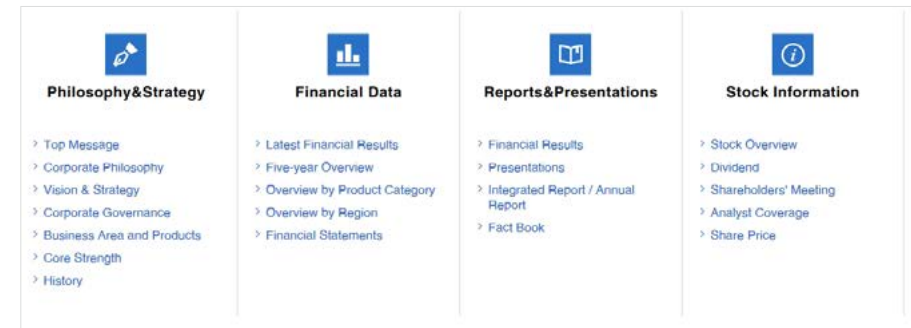 Philosophy&Strategy
Top Message
Corporate Philosophy
Vision & Strategy
Corporate Governance
Business Area and Products
Core Strength
History
Financial Data
Latest Financial Results
Five-year Overview
Overview by Product Category
Overview by Region
Financial Statements
Reports&Presentations
Financial Results
Presentations
Integrated Report / Annual
Report
Fact Book
Stock Information
Stock Overview
Dividend
Shareholders' Meeting
Analyst Coverage
Share Price